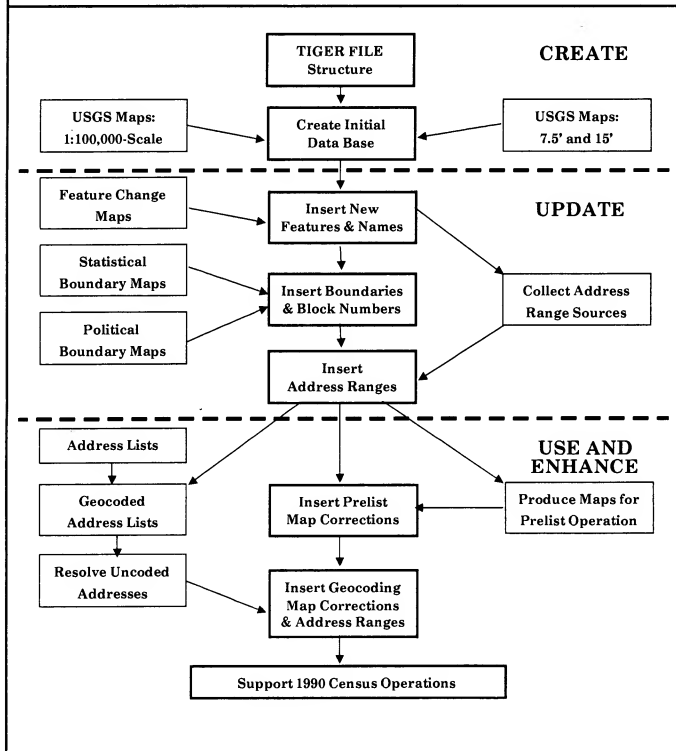 TIGER FILE
Structure
CREATE
USGS Maps:
1:100,000-Scale
Create Initial
Data Base
USGS Maps:
7.5' and 15'
Feature Change
Maps
Insert New
Features & Names
UPDATE
Statistical
Boundary Maps
Insert Boundaries
& Block Numbers
Collect Address
Range Sources
Political
Boundary Maps
Insert
Address Ranges
Address Lists
USE AND
ENHANCE
Geocoded
Address Lists
Insert Prelist
Map Corrections
Produce Maps for
Prelist Operation
Resolve Uncoded
Addresses
Insert Geocoding
Map Corrections
& Address Ranges
Support 1990 Census Operations